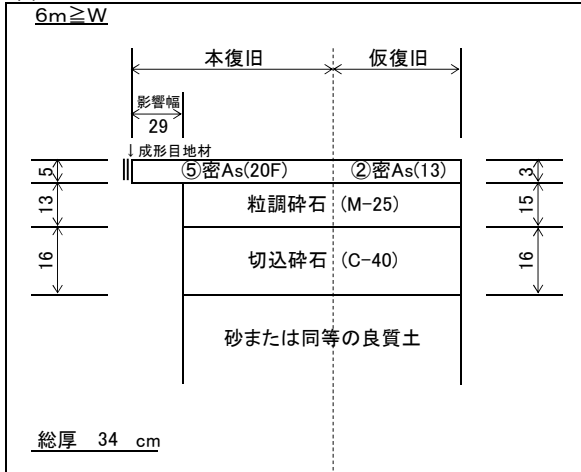 6m≧W
本復旧 仮復旧
影響幅
29
↓成形目地材
5 ⑤密As(20F) ②密As(13) 3
13 粒調砕石 (M-25) 15
16 切込砕石 (C-40) 16
砂または同等の良質土
総厚 34 cm